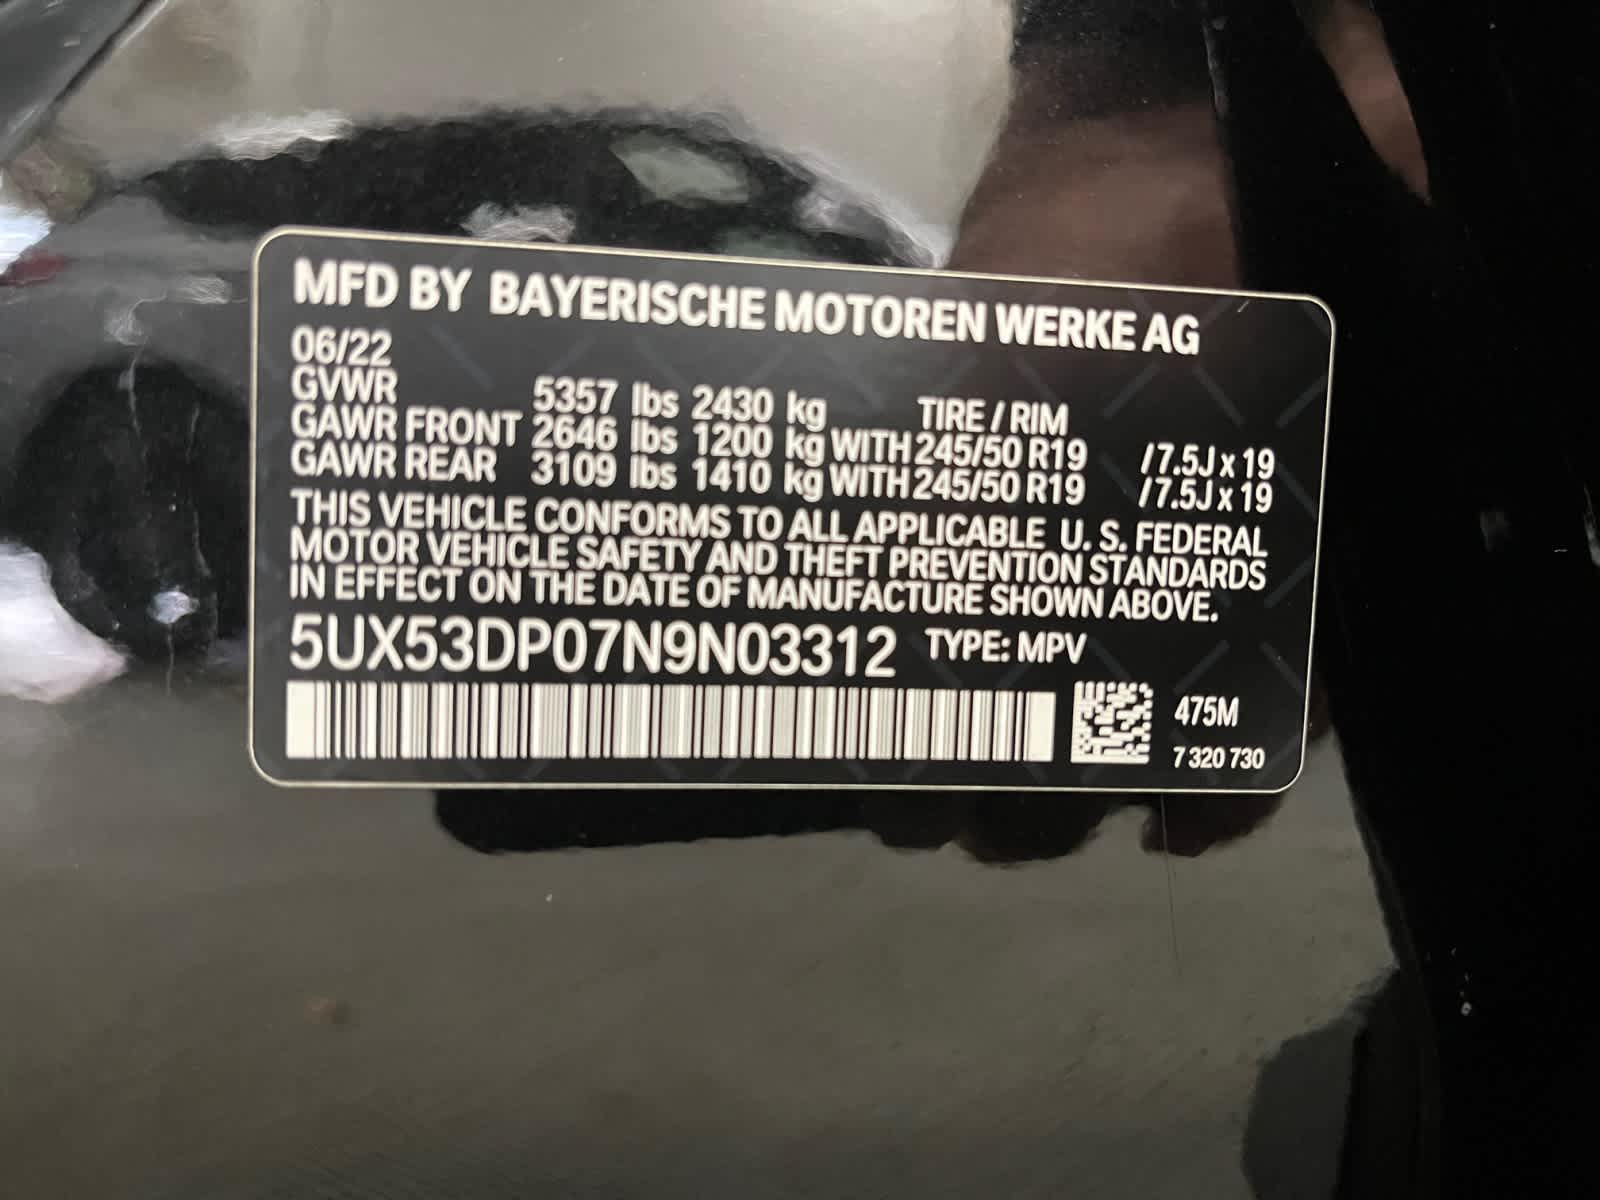 MFD BY BAYERISCHE MOTOREN WERKE AG
06/22
GVWR 5357 lbs 2430 kg TIRE / RIM
GAWR FRONT 2646 lbs 1200 kg WITH 245/50 R19 / 7.5J x 19
GAWR REAR 3109 lbs 1410 kg WITH 245/50 R19 / 7.5J x 19
THIS VEHICLE CONFORMS TO ALL APPLICABLE U. S. FEDERAL
MOTOR VEHICLE SAFETY AND THEFT PREVENTION STANDARDS
IN EFFECT ON THE DATE OF MANUFACTURE SHOWN ABOVE.
5UX53DP07N9N03312 TYPE: MPV
475M
7 320 730